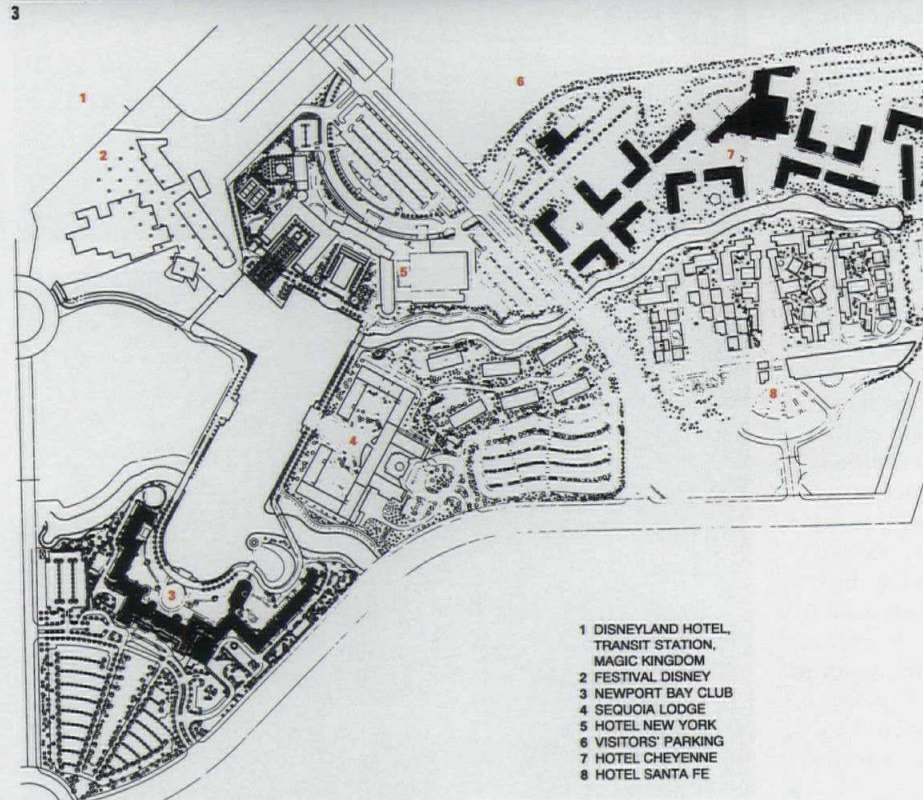 3
1
6
2
7
5
8
4
3
1 DISNEYLAND HOTEL,
TRANSIT STATION,
MAGIC KINGDOM
2 FESTIVAL DISNEY
3 NEWPORT BAY CLUB
4 SEQUOIA LODGE
5 HOTEL NEW YORK
6 VISITORS' PARKING
7 HOTEL CHEYENNE
8 HOTEL SANTA FE